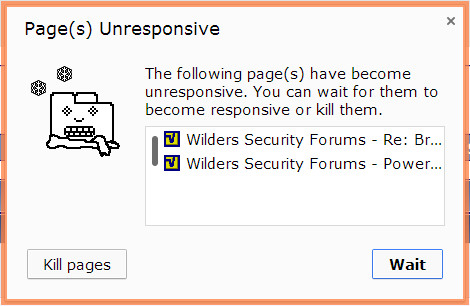 Page(s) Unresponsive
The following page(s) have become
unresponsive. You can wait for them to
become responsive or kill them.
Wilders Security Forums - Re: Br...
Wilders Security Forums - Power...
Kill pages
Wait